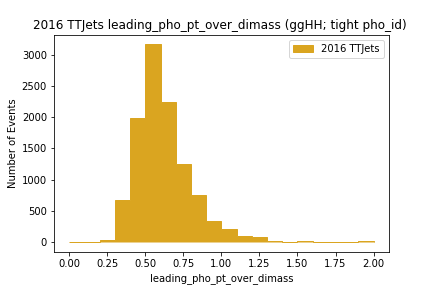 2016 TTJets leading_pho_pt_over_dimass (ggHH; tight pho_id)
2016 TTJets
Number of Events
3000
2500
2000
1500
1000
500
0
0.00 0.25 0.50 0.75 1.00 1.25 1.50 1.75 2.00
leading_pho_pt_over_dimass